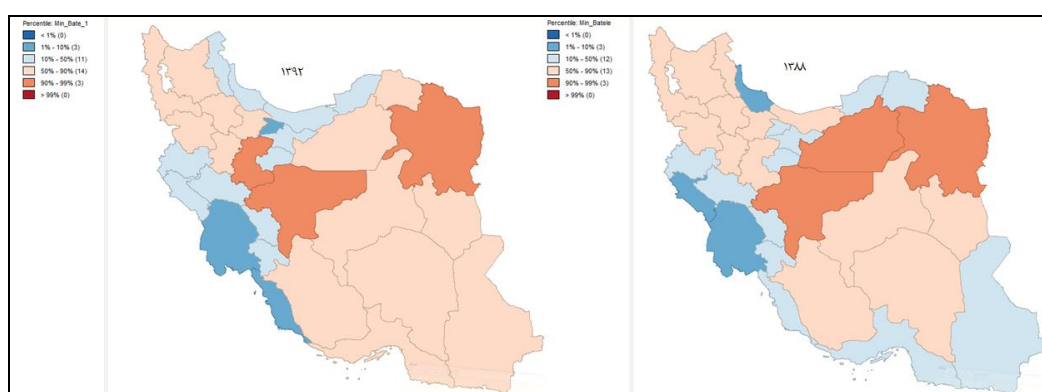 Percentile: Min_Bate_1
< 1% (0)
1% - 10% (3)
10% - 50% (11)
50% - 90% (14)
90% - 99% (3)
> 99% (0)
۱۳۹۲
Percentile: Min_Batele
< 1% (0)
1% - 10% (3)
10% - 50% (12)
50% - 90% (13)
90% - 99% (3)
> 99% (0)
۱۳۸۸